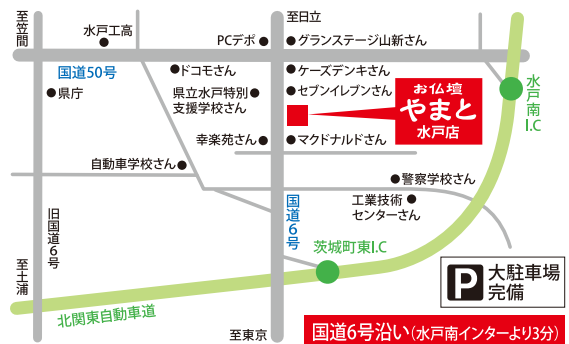 至笠間
水戸工高
至日立
PCデポ
グランステージ山新さん
国道50号
ドコモさん
ケーズデンキさん
県庁
県立水戸特別
支援学校さん
セブンイレブンさん
お仏壇
やまと
水戸店
水戸南I.C
幸楽苑さん
マクドナルドさん
自動車学校さん
警察学校さん
工業技術
センターさん
国道6号
旧国道6号
茨城町東I.C
至土浦
北関東自動車道
至東京
P
大駐車場
完備
国道6号沿い(水戸南インターより3分)